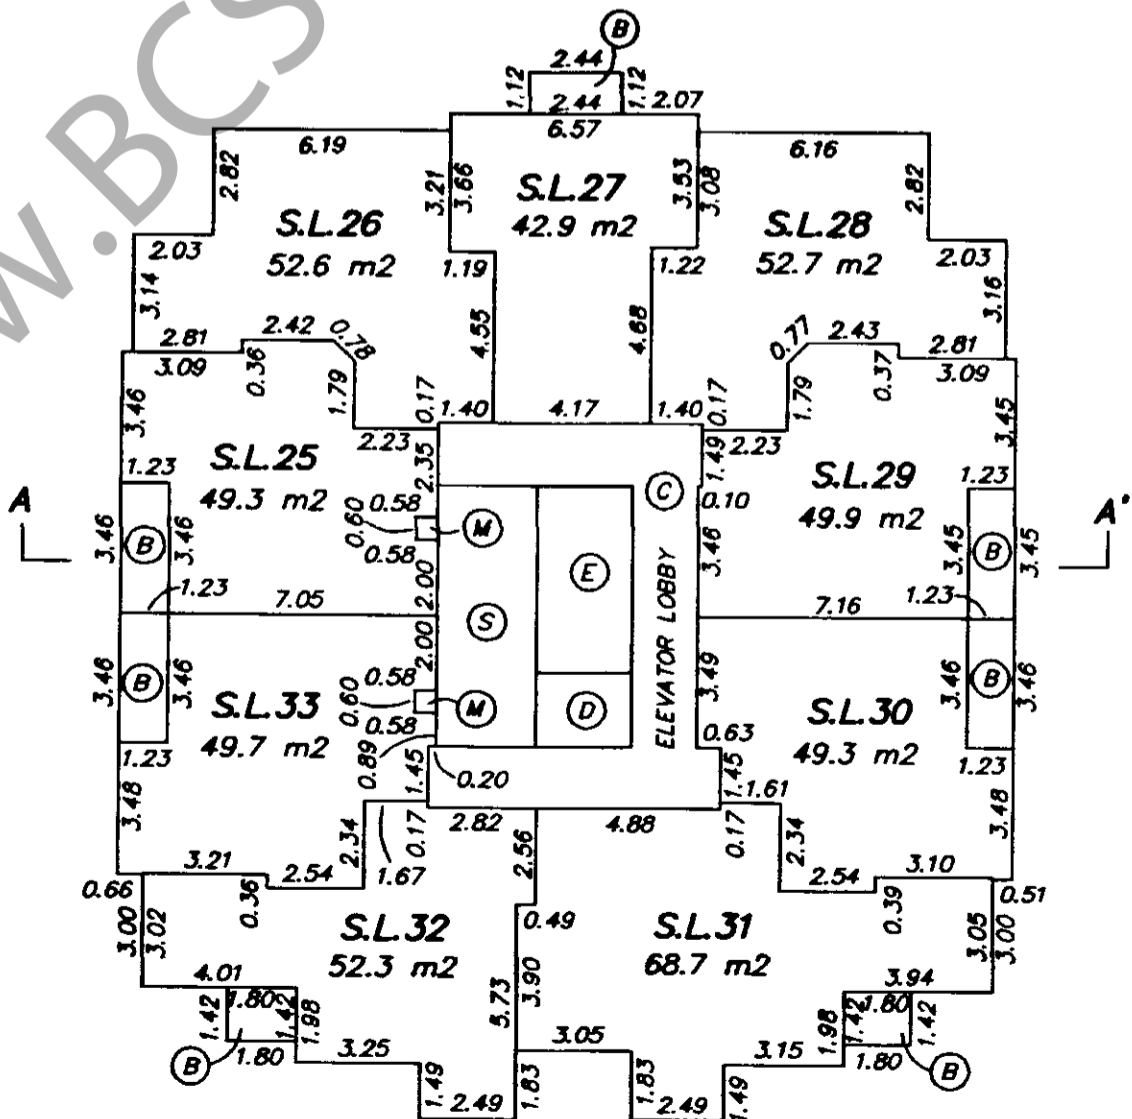 B
2.44
1.12 1.12
2.44 2.07
6.57
6.19 6.16
2.82 3.21 3.66 S.L.27 3.53 3.08 2.82
42.9 m2
S.L.26 S.L.28
52.6 m2 52.7 m2
2.03 1.19 1.22 2.03
3.14 4.55 4.68 3.16
2.81 2.42 0.78 0.77 2.43 2.81
3.09 0.36 0.37 3.09
3.46 1.79 0.17 1.40 4.17 1.40 0.17 1.79 3.45
2.23 2.23
S.L.25 2.35 1.49 S.L.29
49.3 m2 49.9 m2
1.23 C 1.23
A 0.58 M 0.10 A'
3.46 B 3.46 0.60 E 3.46 3.45 B 3.45
0.58
1.23 2.00 ELEVATOR LOBBY 1.23
7.05 S 7.16
2.00
3.46 B 3.46 0.58 3.49 3.46 B 3.46
S.L.33 0.60 M D S.L.30
49.7 m2 0.58 49.3 m2
1.23 0.89 0.63 1.23
3.48 1.45 0.20 1.45 1.61 3.48
2.34 0.17 2.82 4.88 0.17 2.34
1.67 2.56
3.21 2.54 2.54 3.10
0.66 0.36 0.49 0.39 0.51
3.00 3.02 S.L.32 S.L.31 3.05 3.00
52.3 m2 68.7 m2
4.01 5.73 3.90 3.94
1.80 1.80
1.42 1.42 1.98 1.98 1.42 1.42
1.80 3.25 3.05 3.15 1.80
B B
1.49 1.83 1.83 1.49
2.49 2.49
w.BCS